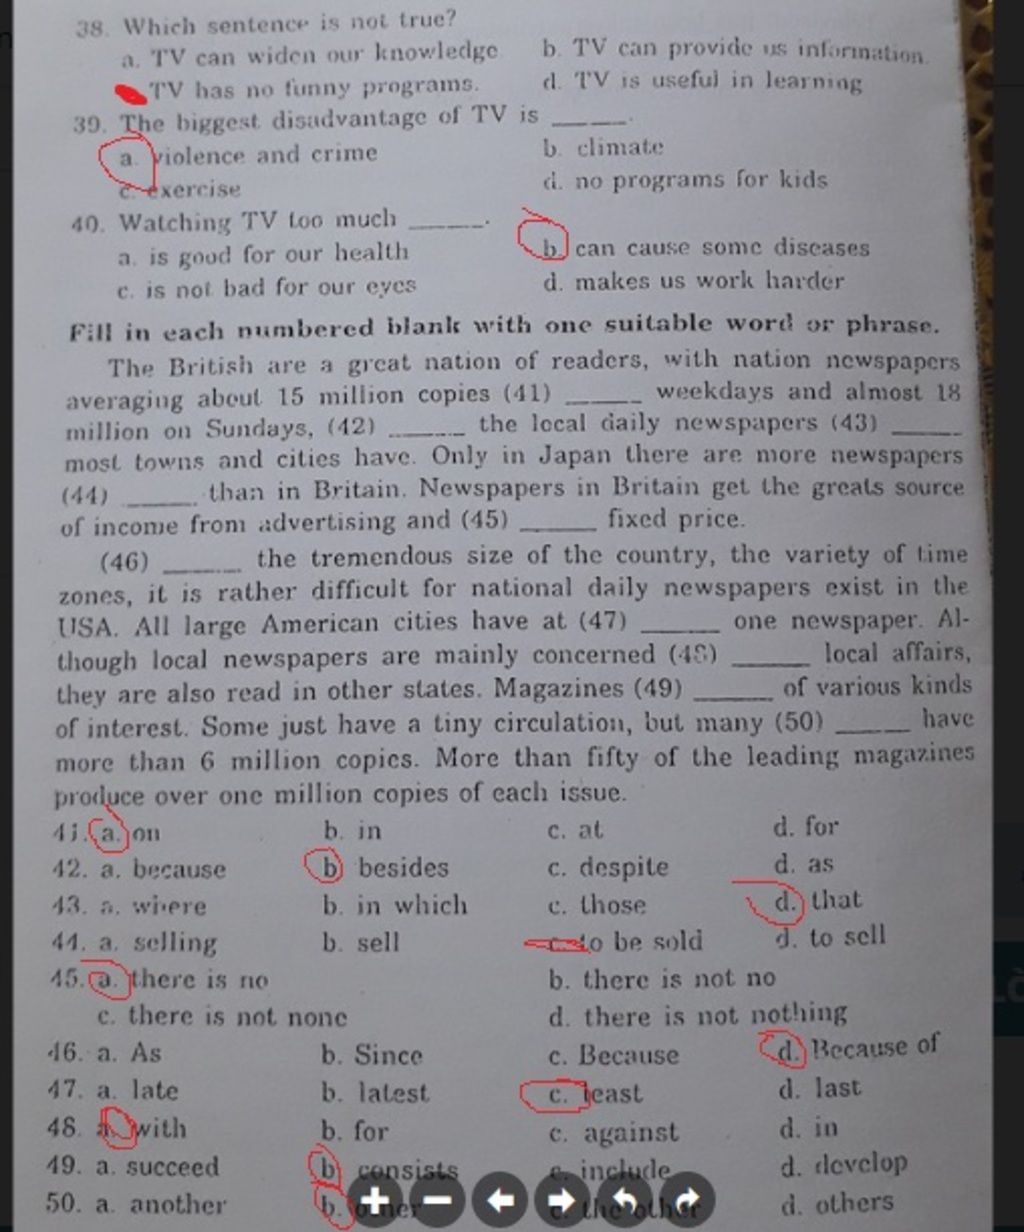 38. Which sentence is not true?
a. TV can widen our knowledge b. TV can provide us information.
TV has no funny programs. d. TV is useful in learning
39. The biggest disadvantage of TV is ______.
a. violence and crime b. climate
c. exercise d. no programs for kids
40. Watching TV too much ______.
a. is good for our health b. can cause some diseases
c. is not bad for our eyes d. makes us work harder
Fill in each numbered blank with one suitable word or phrase.
The British are a great nation of readers, with nation newspapers
averaging about 15 million copies (41) ______ weekdays and almost 18
million on Sundays, (42) ______ the local daily newspapers (43) ______
most towns and cities have. Only in Japan there are more newspapers
(44) ______ than in Britain. Newspapers in Britain get the greats source
of income from advertising and (45) ______ fixed price.
(46) ______ the tremendous size of the country, the variety of time
zones, it is rather difficult for national daily newspapers exist in the
USA. All large American cities have at (47) ______ one newspaper. Al-
though local newspapers are mainly concerned (48) ______ local affairs,
they are also read in other states. Magazines (49) ______ of various kinds
of interest. Some just have a tiny circulation, but many (50) ______ have
more than 6 million copies. More than fifty of the leading magazines
produce over one million copies of each issue.
41. a. on b. in c. at d. for
42. a. because b. besides c. despite d. as
43. a. where b. in which c. those d. that
44. a. selling b. sell c. to be sold d. to sell
45. a. there is no b. there is not no
c. there is not none d. there is not nothing
46. a. As b. Since c. Because d. Because of
47. a. late b. latest c. least d. last
48. a. with b. for c. against d. in
49. a. succeed b. consists c. include d. develop
50. a. another b. other c. the other d. others